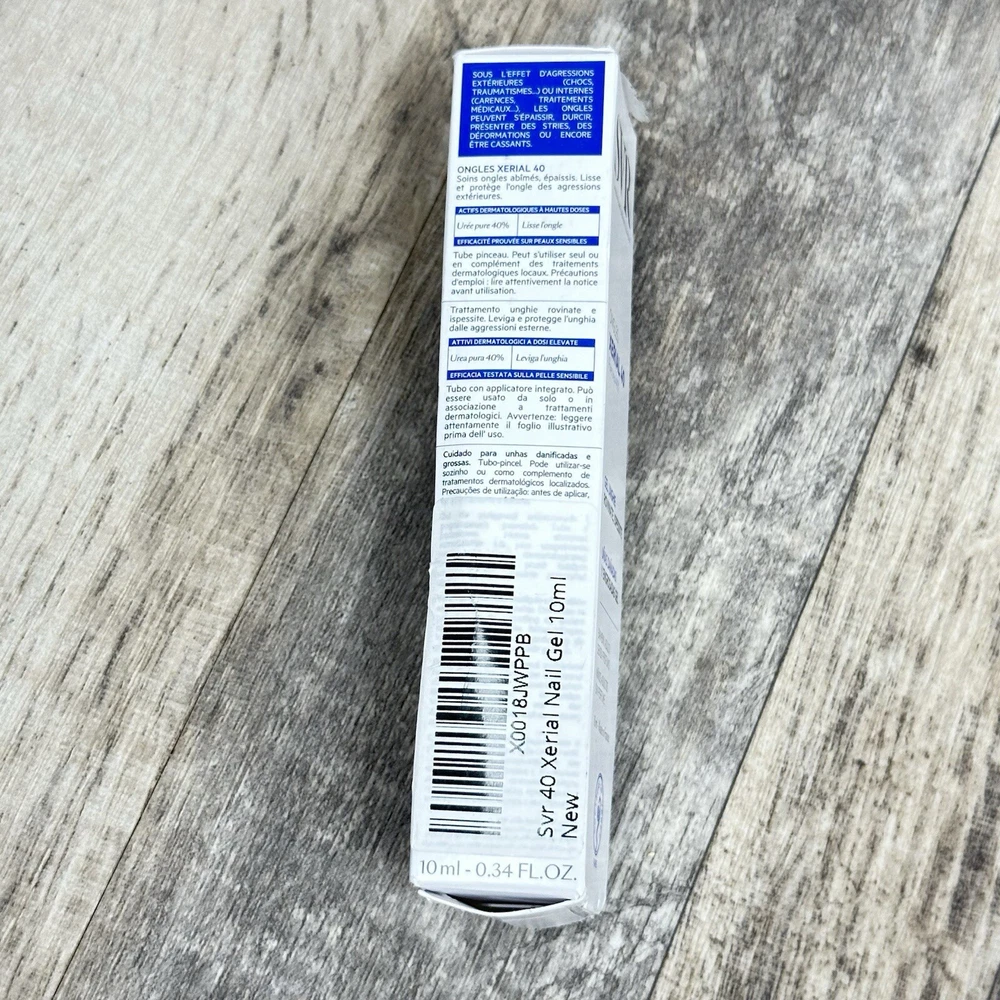 SOUS L'EFFET D'AGRESSIONS
EXTÉRIEURES (CHOCS,
TRAUMATISMES...) OU INTERNES
(CARENCES, TRAITEMENTS
MÉDICAUX...), LES ONGLES
PEUVENT S'ÉPAISSIR, DURCIR,
PRÉSENTER DES STRIES, DES
DÉFORMATIONS OU ENCORE
ÊTRE CASSANTS.
ONGLES XERIAL 40
Soins ongles abîmés, épaissis. Lisse
et protège l'ongle des agressions
extérieures.
ACTIFS DERMATOLOGIQUES À HAUTES DOSES
Urée pure 40% Lisse l'ongle
EFFICACITÉ PROUVÉE SUR PEAUX SENSIBLES
Tube pinceau. Peut s'utiliser seul ou
en complément des traitements
dermatologiques locaux. Précautions
d'emploi : lire attentivement la notice
avant utilisation.
Trattamento unghie rovinate e
ispessite. Leviga e protegge l'unghia
dalle aggressioni esterne.
ATTIVI DERMATOLOGICI A DOSI ELEVATE
Urea pura 40% Leviga l'unghia
EFFICACIA TESTATA SULLA PELLE SENSIBILE
Tubo con applicatore integrato. Può
essere usato da solo o in
associazione a trattamenti
dermatologici. Avvertenze: leggere
attentamente il foglio illustrativo
prima dell' uso.
Cuidado para unhas danificadas e
grossas. Tubo-pincel. Pode utilizar-se
sozinho ou como complemento de
tratamentos dermatológicos localizados.
Precauções de utilização: antes de aplicar,
X0018JWPPB
Svr 40 Xerial Nail Gel 10ml
New
10 ml - 0.34 FL.OZ.